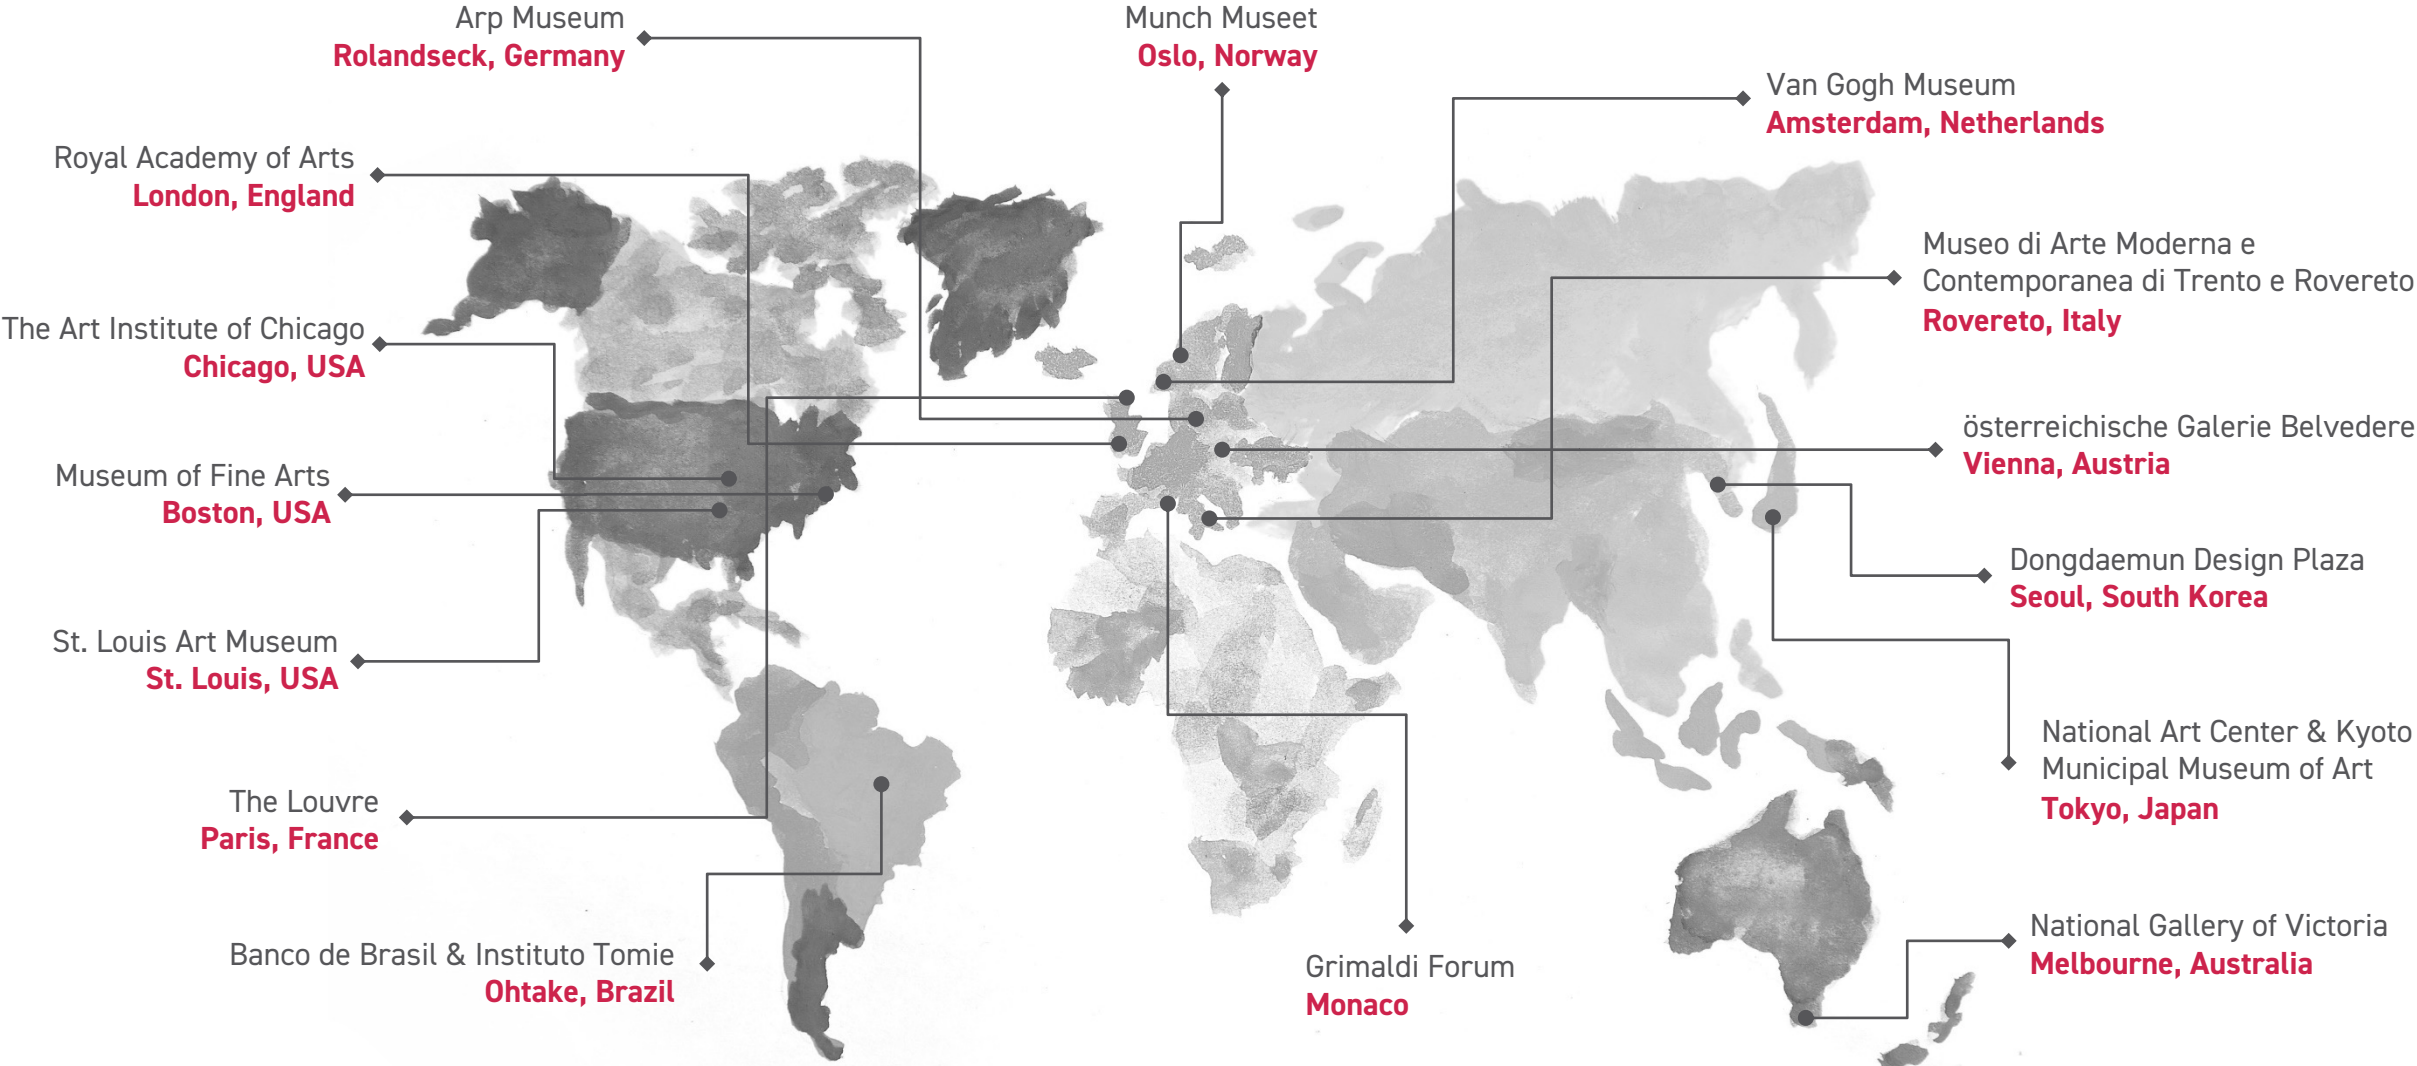 Arp Museum
Rolandseck, Germany
Munch Museet
Oslo, Norway
Van Gogh Museum
Amsterdam, Netherlands
Royal Academy of Arts
London, England
Museo di Arte Moderna e
Contemporanea di Trento e Rovereto
Rovereto, Italy
The Art Institute of Chicago
Chicago, USA
österreichische Galerie Belvedere
Vienna, Austria
Museum of Fine Arts
Boston, USA
Dongdaemun Design Plaza
Seoul, South Korea
St. Louis Art Museum
St. Louis, USA
National Art Center & Kyoto
Municipal Museum of Art
Tokyo, Japan
The Louvre
Paris, France
Banco de Brasil & Instituto Tomie
Ohtake, Brazil
Grimaldi Forum
Monaco
National Gallery of Victoria
Melbourne, Australia